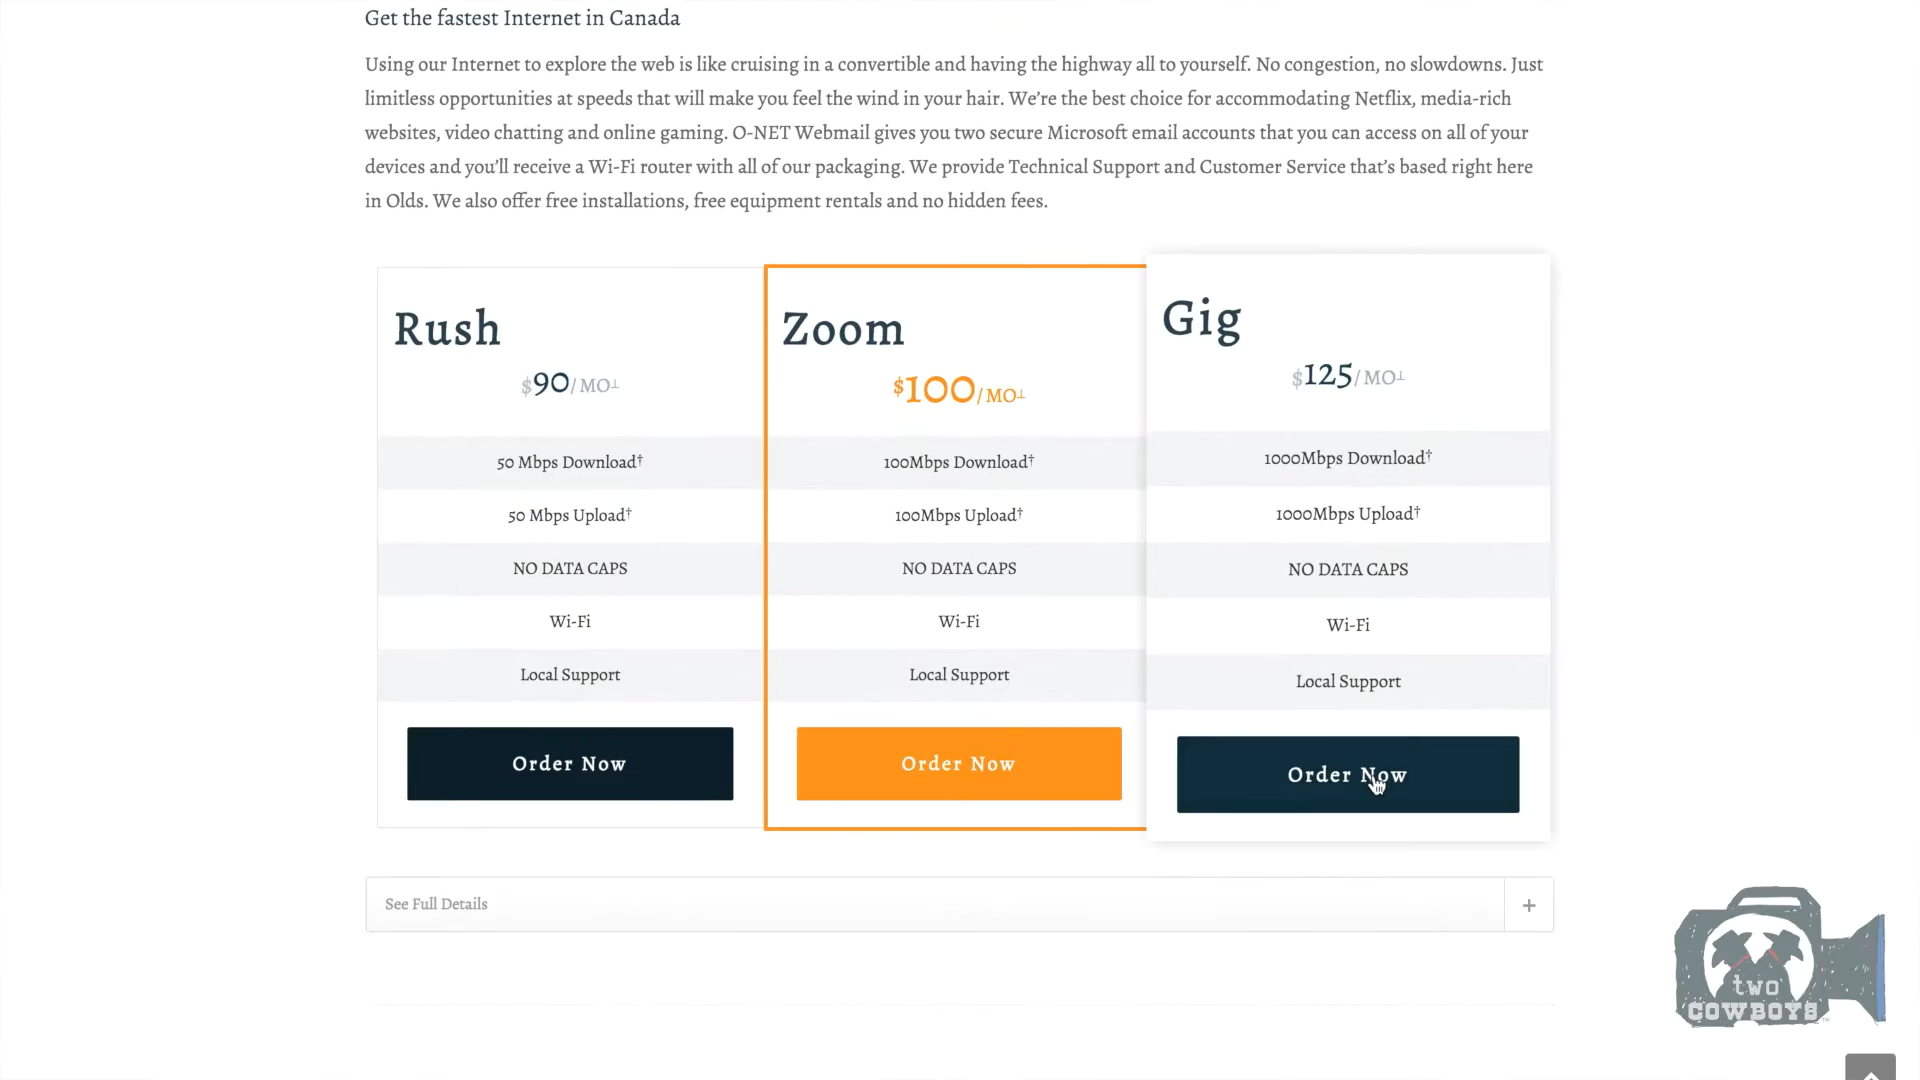 Get the fastest Internet in Canada
Using our Internet to explore the web is like cruising in a convertible and having the highway all to yourself. No congestion, no slowdowns. Just
limitless opportunities at speeds that will make you feel the wind in your hair. We're the best choice for accommodating Netflix, media-rich
websites, video chatting and online gaming. O-NET Webmail gives you two secure Microsoft email accounts that you can access on all of your
devices and you'll receive a Wi-Fi router with all of our packaging. We provide Technical Support and Customer Service that's based right here
in Olds. We also offer free installations, free equipment rentals and no hidden fees.
Rush
$90/MO⊥
50 Mbps Download†
50 Mbps Upload†
NO DATA CAPS
Wi-Fi
Local Support
Order Now
Zoom
$100/MO⊥
100Mbps Download†
100Mbps Upload†
NO DATA CAPS
Wi-Fi
Local Support
Order Now
Gig
$125/MO⊥
1000Mbps Download†
1000Mbps Upload†
NO DATA CAPS
Wi-Fi
Local Support
Order Now
See Full Details
+
two
COWBOYS™